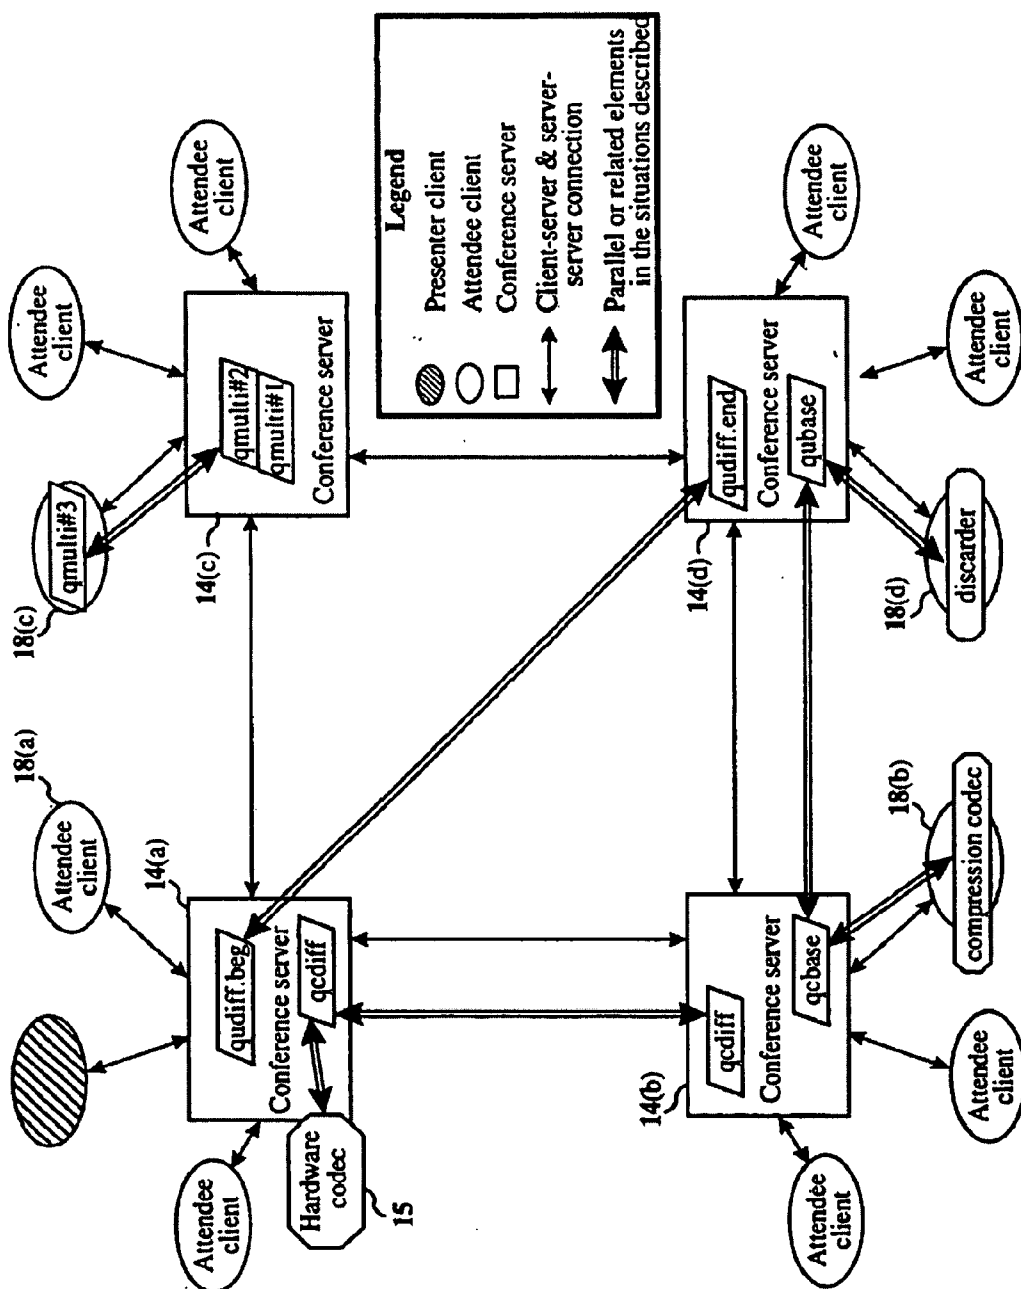 18(a)
Attendee
client
Attendee
client
14(a)
qudiff.beg
Conference server
qcdiff
Hardware
codec
15
18(c)
qmulti#3
Attendee
client
Attendee
client
qmulti#2
qmulti#1
Conference server
14(c)
Legend
Presenter client
Attendee client
Conference server
Client-server & server-
server connection
Parallel or related elements
in the situations described
14(b)
qcdiff
Conference server
qcbase
Attendee
client
Attendee
client
18(b)
compression codec
14(d)
qudiff.end
Conference server
qubase
18(d)
discarder
Attendee
client
Attendee
client